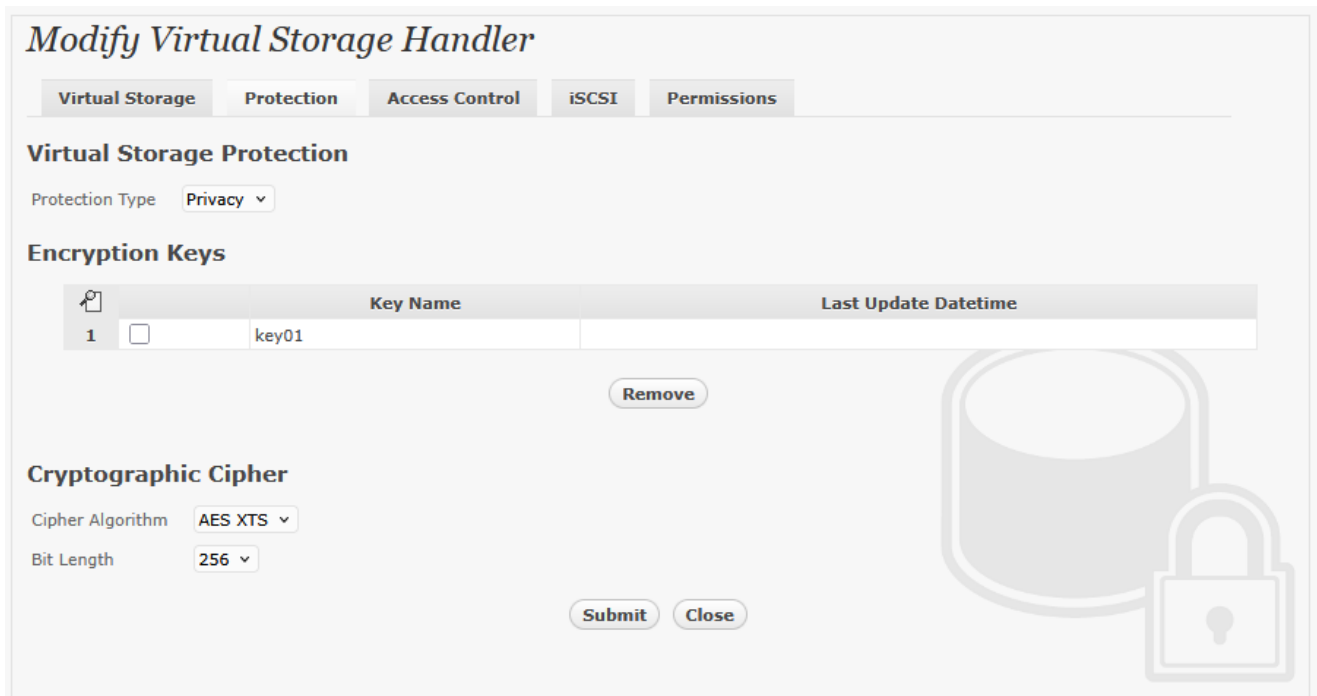 Modify Virtual Storage Handler
Virtual Storage Protection Access Control iSCSI Permissions
Virtual Storage Protection
Protection Type Privacy
Encryption Keys
Key Name Last Update Datetime
1 key01
Remove
Cryptographic Cipher
Cipher Algorithm AES XTS
Bit Length 256
Submit Close